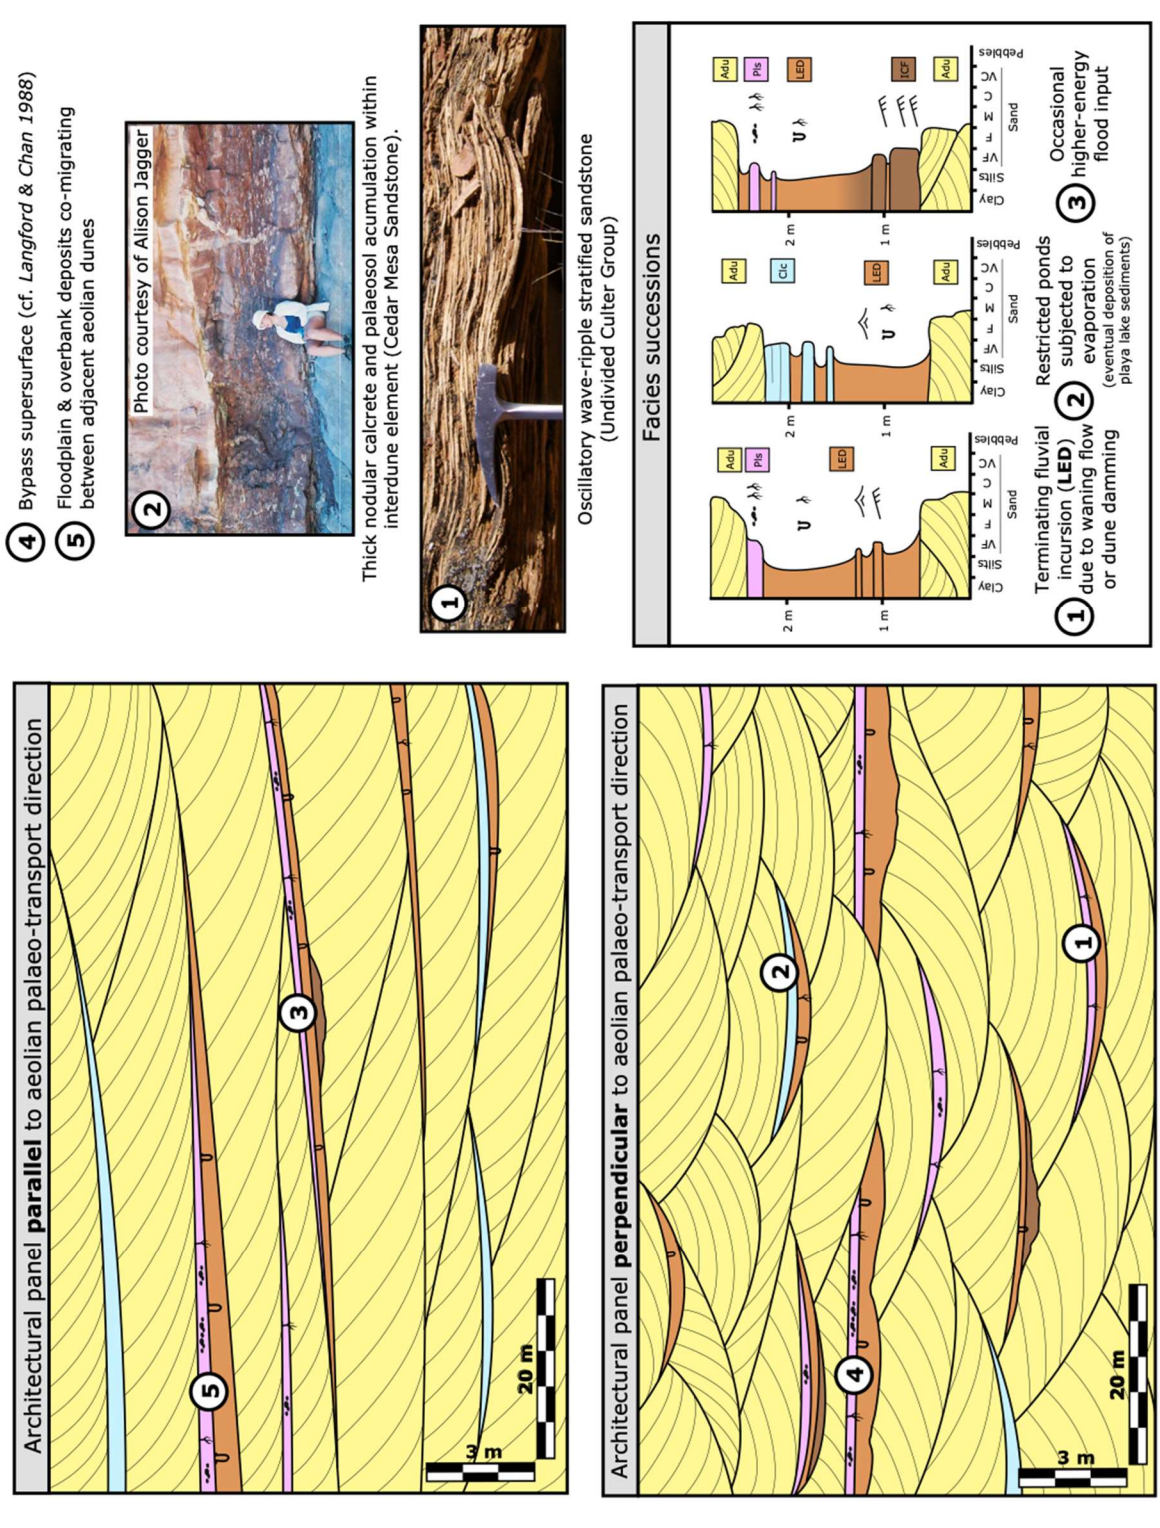 Architectural panel parallel to aeolian palaeo-transport direction
5
3
3 m
20 m
Architectural panel perpendicular to aeolian palaeo-transport direction
2
4
1
3 m
20 m
4 Bypass supersurface (cf. Langford & Chan 1988)
5 Floodplain & overbank deposits co-migrating
between adjacent aeolian dunes
2
Photo courtesy of Alison Jagger
Thick nodular calcrete and palaeosol acumulation within
interdune element (Cedar Mesa Sandstone).
1
Oscillatory wave-ripple stratified sandstone
(Undivided Culter Group)
Facies successions
Adu
Pls
LED
Adu
2 m
1 m
Clay
Silts
VF
F
M
C
VC
Pebbles
Sand
1 Terminating fluvial
incursion (LED)
due to waning flow
or dune damming
Adu
Clc
LED
Adu
2 m
1 m
Clay
Silts
VF
F
M
C
VC
Pebbles
Sand
2 Restricted ponds
subjected to
evaporation
(eventual deposition of
playa lake sediments)
Adu
Pls
LED
ICF
Adu
2 m
1 m
Clay
Silts
VF
F
M
C
VC
Pebbles
Sand
3 Occasional
higher-energy
flood input